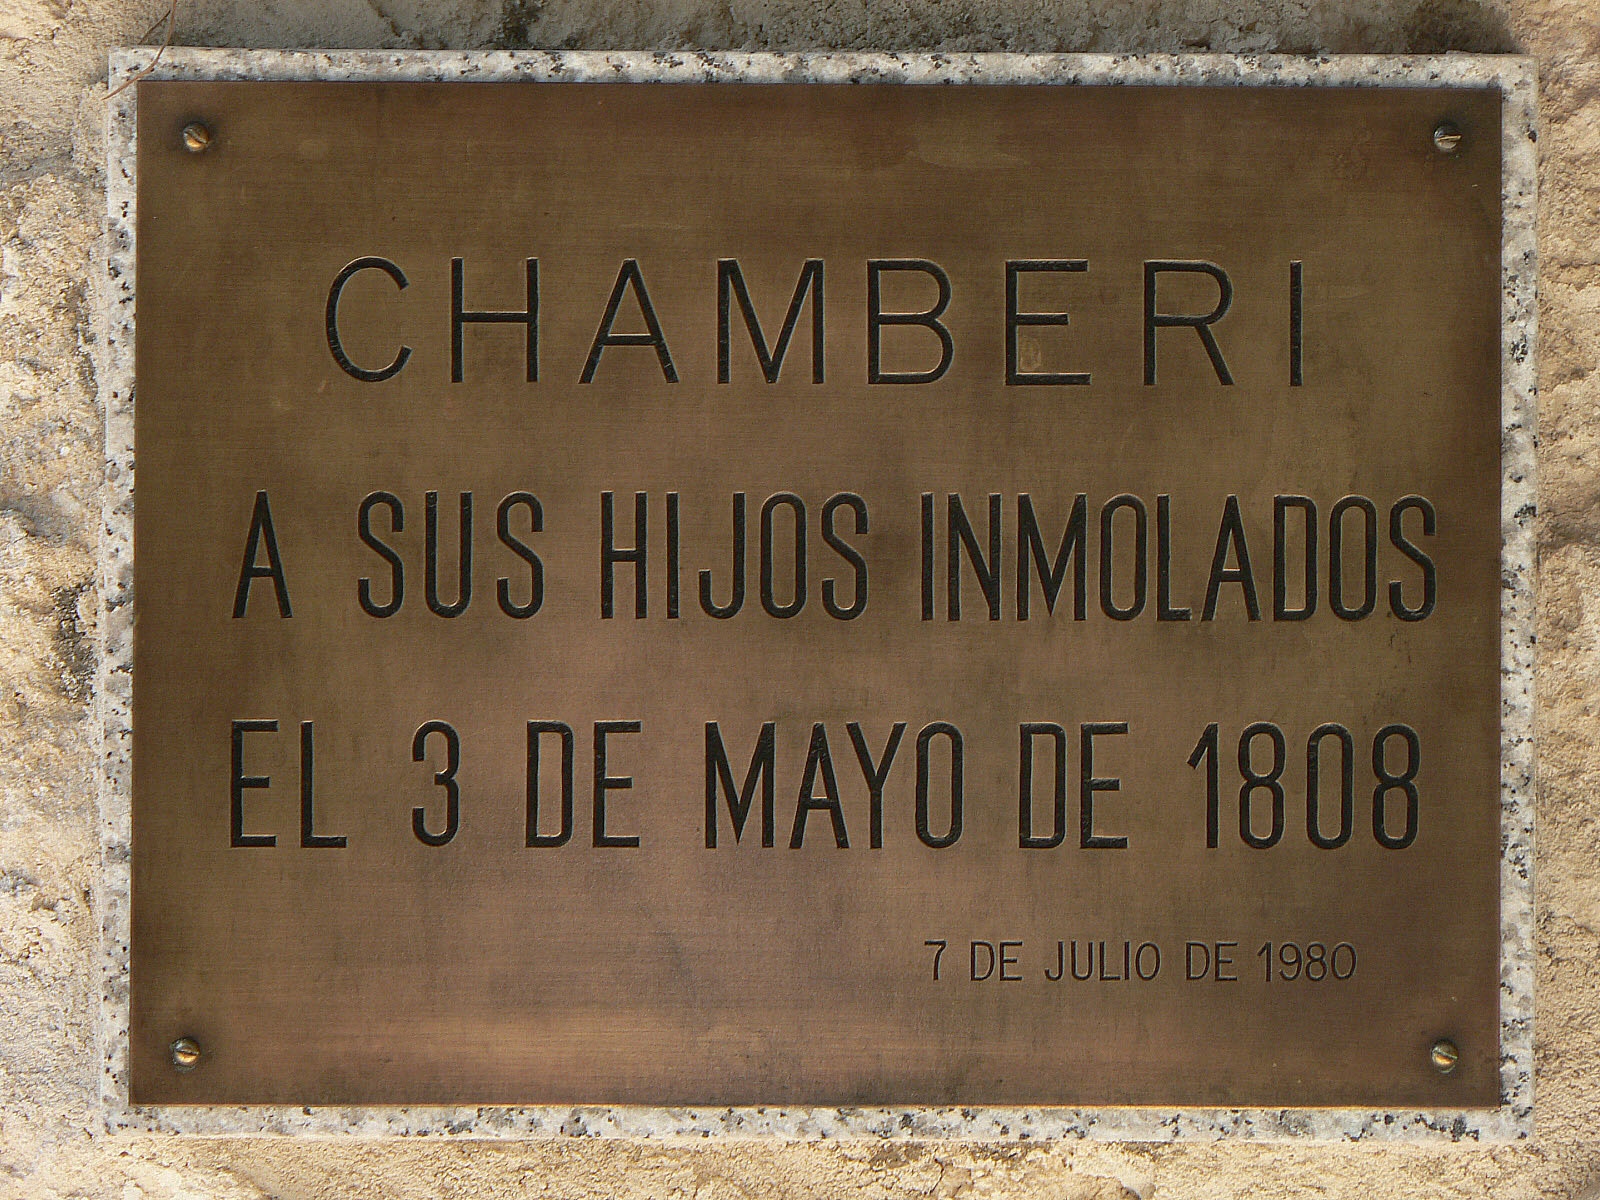 CHAMBERI
A SUS HIJOS INMOLADOS
EL 3 DE MAYO DE 1808
7 DE JULIO DE 1980